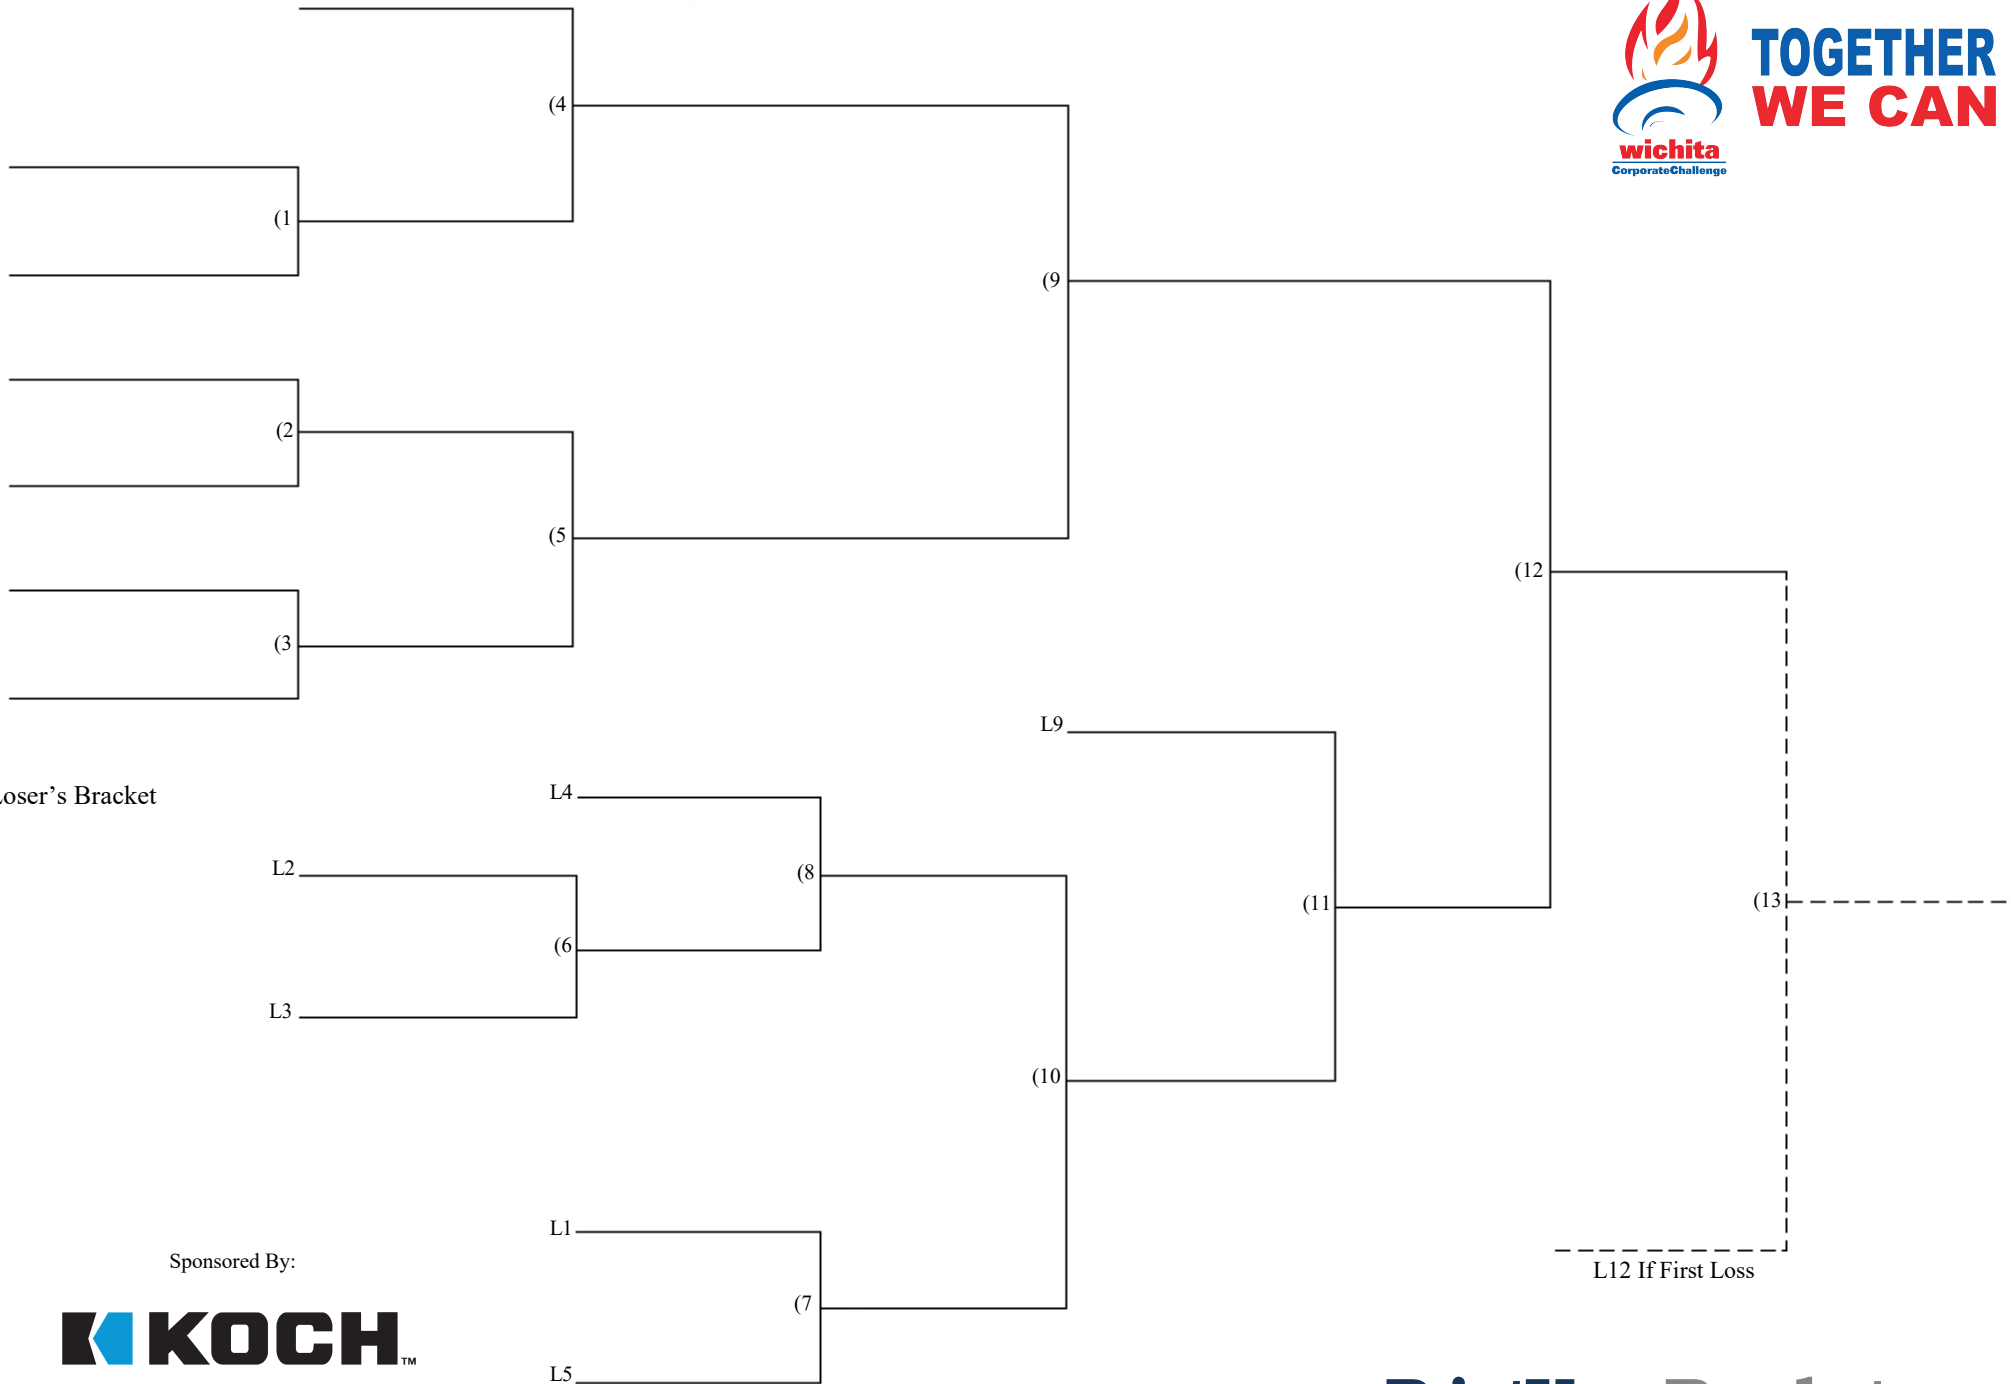 TOGETHER
WE CAN
wichita
CorporateChallenge
(4
(1
(9
(2
(5
(12
(3
L9
L4
oser’s Bracket
L2
(8
(11
(13
(6
L3
(10
L1
Sponsored By:
L12 If First Loss
(7
KOCH™
L5